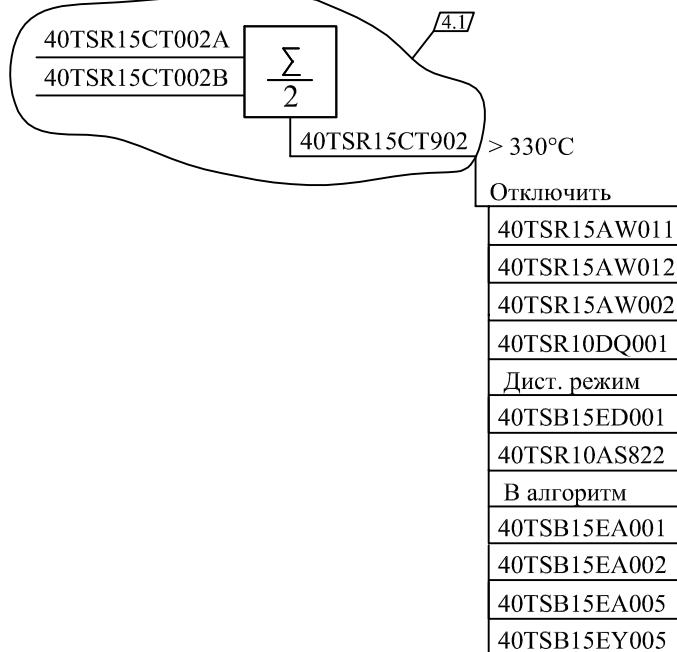 4.1
40TSR15CT002A
40TSR15CT002B
Σ
2
40TSR15CT902
> 330°C
Отключить
40TSR15AW011
40TSR15AW012
40TSR15AW002
40TSR10DQ001
Дист. режим
40TSB15ED001
40TSR10AS822
В алгоритм
40TSB15EA001
40TSB15EA002
40TSB15EA005
40TSB15EY005